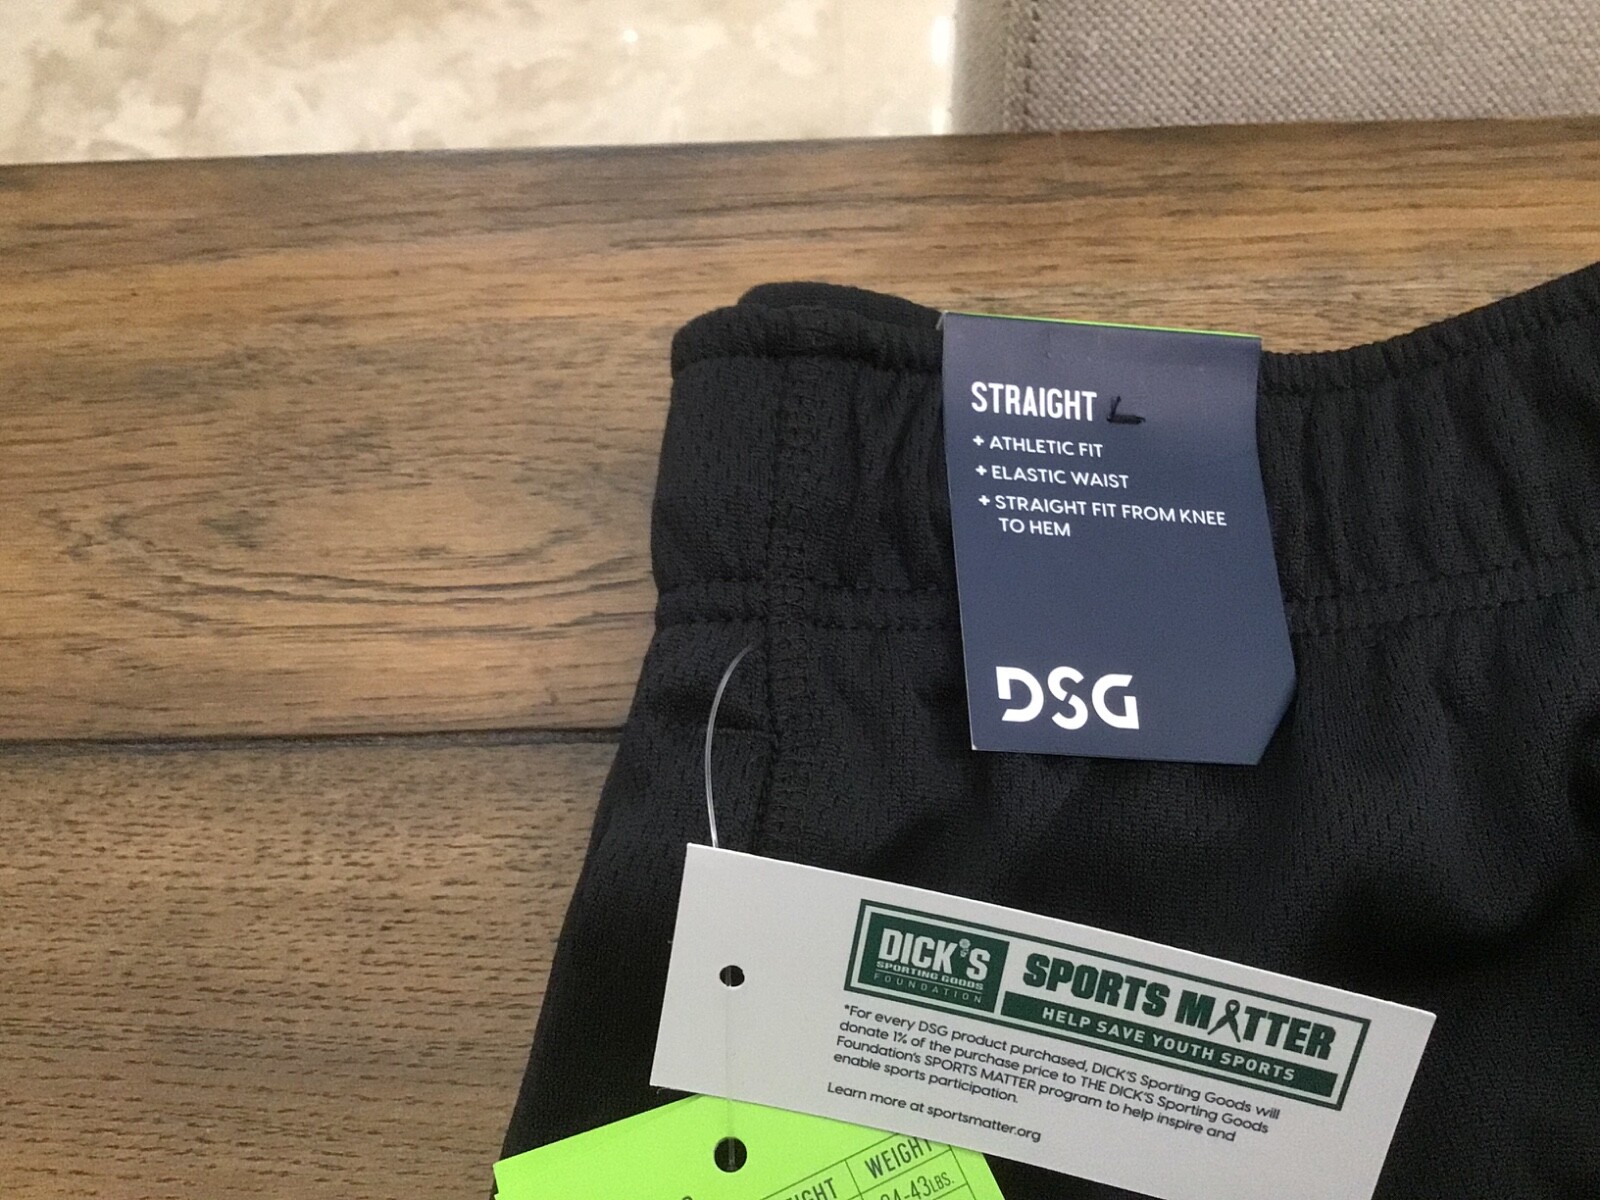 STRAIGHT
+ ATHLETIC FIT
+ ELASTIC WAIST
+ STRAIGHT FIT FROM KNEE
TO HEM
DSG
DICK'S
SPORTING GOODS
FOUNDATION
SPORTS MATTER
HELP SAVE YOUTH SPORTS
*For every DSG product purchased, DICK'S Sporting Goods will
donate 1% of the purchase price to THE DICK'S Sporting Goods
Foundation's SPORTS MATTER program to help inspire and
enable sports participation.
Learn more at sportsmatter.org
WEIGHT
43LBS.